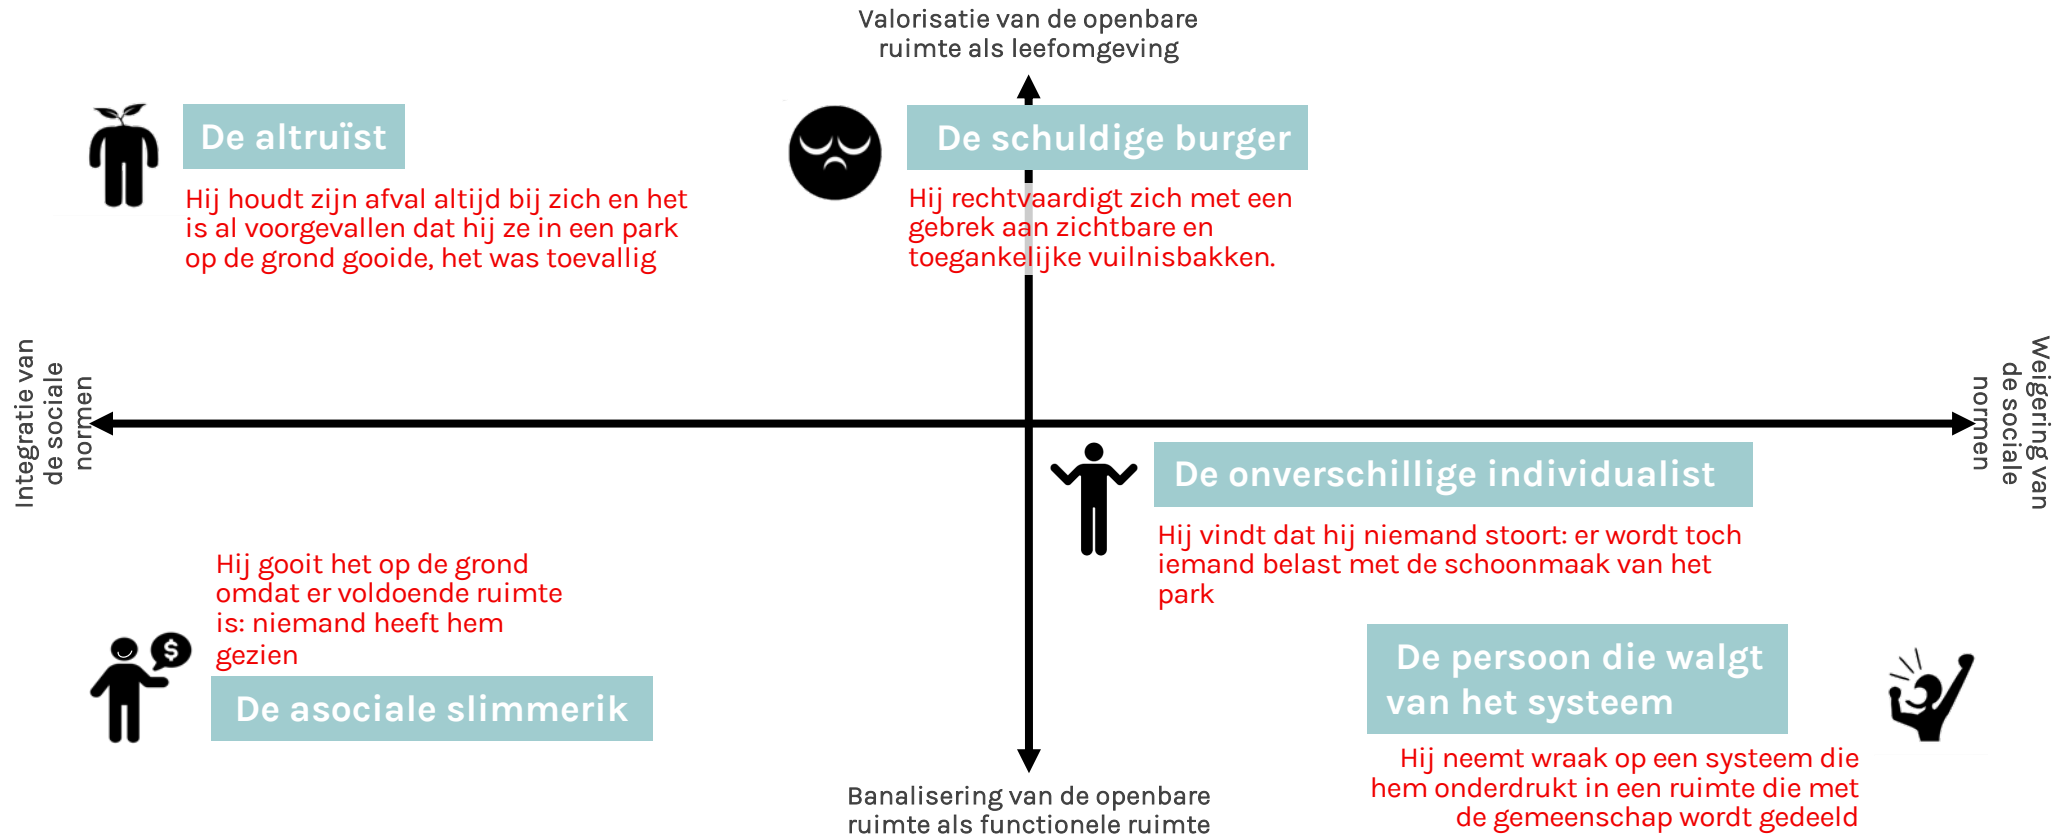 Valorisatie van de openbare
ruimte als leefomgeving
De altruïst
Hij houdt zijn afval altijd bij zich en het
is al voorgevallen dat hij ze in een park
op de grond gooide, het was toevallig
De schuldige burger
Hij rechtvaardigt zich met een
gebrek aan zichtbare en
toegankelijke vuilnisbakken.
Integratie van
de sociale
normen
Weigering van
de sociale
normen
De onverschillige individualist
Hij vindt dat hij niemand stoort: er wordt toch
iemand belast met de schoonmaak van het
park
Hij gooit het op de grond
omdat er voldoende ruimte
is: niemand heeft hem
gezien
$
De asociale slimmerik
De persoon die walgt
van het systeem
Hij neemt wraak op een systeem die
hem onderdrukt in een ruimte die met
de gemeenschap wordt gedeeld
Banalisering van de openbare
ruimte als functionele ruimte